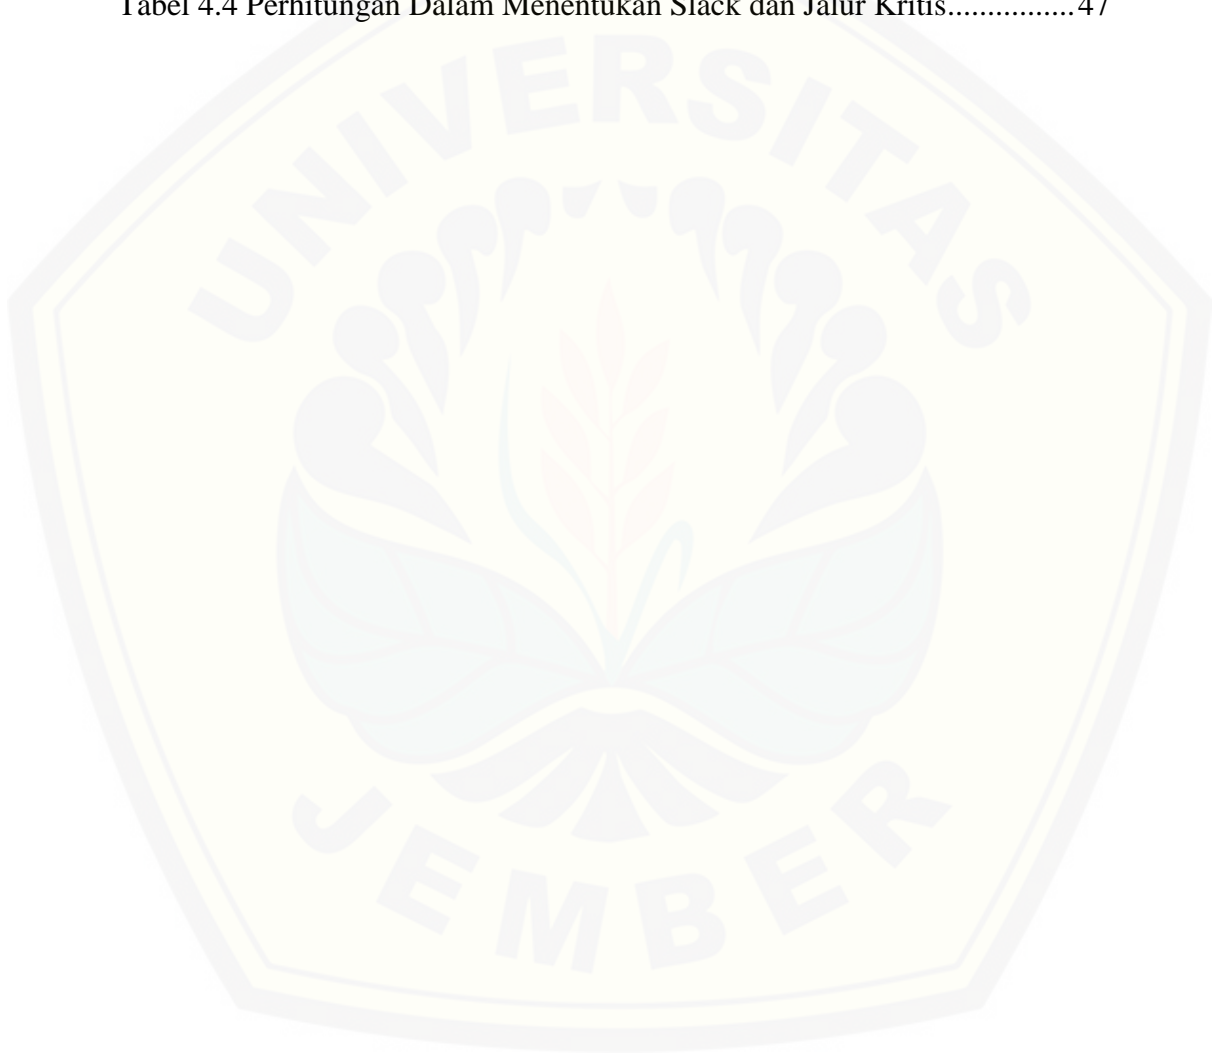 Tabel 4.4 Perhitungan Dalam Menentukan Slack dan Jalur Kritis................47
UNIVERSITAS
JEMBER